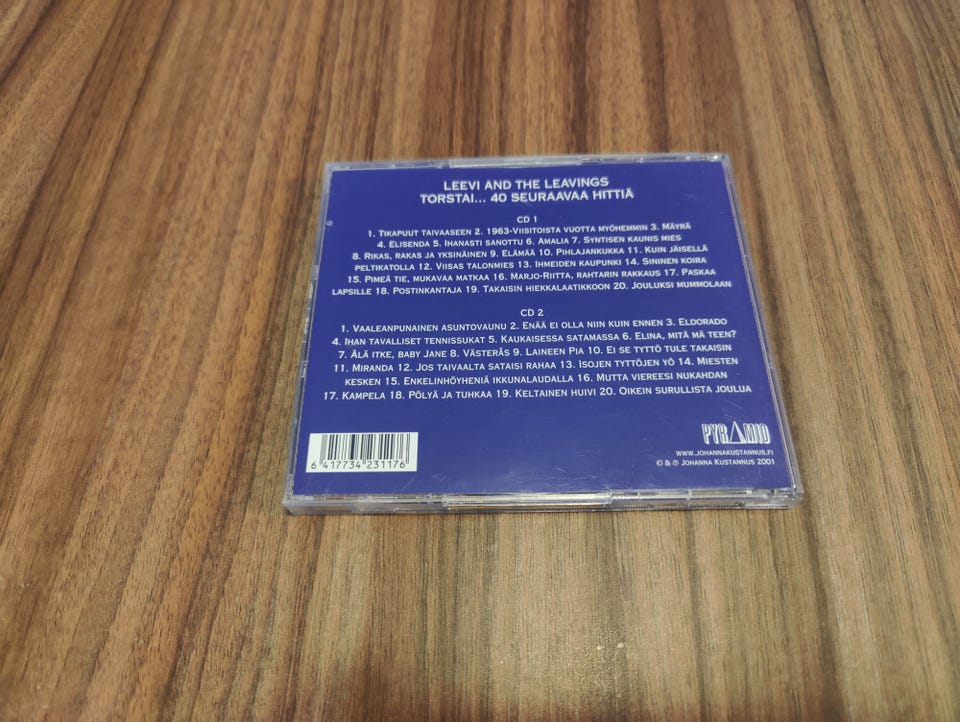 LEEVI AND THE LEAVINGS
TORSTAI... 40 SEURAAVAA HITTIÄ
CD 1
1. TIKAPUUT TAIVAASEEN 2. 1963-VIISITOISTA VUOTTA MYÖHEMMIN 3. MÄYRÄ
4. ELISENDA 5. IHANASTI SANOTTU 6. AMALIA 7. SYNTISEN KAUNIS MIES
8. RIKAS, RAKAS JA YKSINÄINEN 9. ELÄMÄÄ 10. PIHLAJANKUKKA 11. KUIN JÄISELLÄ
PELTIKATOLLA 12. VIISAS TALONMIES 13. IHMEIDEN KAUPUNKI 14. SININEN KOIRA
15. PIMEÄ TIE, MUKAVAA MATKAA 16. MARJO-RIITTA, RAHTARIN RAKKAUS 17. PASKAA
LAPSILLE 18. POSTINKANTAJA 19. TAKAISIN HIEKKALAATIKKOON 20. JOULUKSI MUMMOLAAN
CD 2
1. VAALEANPUNAINEN ASUNTOVAUNU 2. ENÄÄ EI OLLA NIIN KUIN ENNEN 3. ELDORADO
4. IHAN TAVALLISET TENNISSUKAT 5. KAUKAISESSA SATAMASSA 6. ELINA, MITÄ MÄ TEEN?
7. ÄLÄ ITKE, BABY JANE 8. VÄSTERÅS 9. LAINEEN PIA 10. EI SE TYTTÖ TULE TAKAISIN
11. MIRANDA 12. JOS TAIVAALTA SATAISI RAHAA 13. ISOJEN TYTTÖJEN YÖ 14. MIESTEN
KESKEN 15. ENKELINHÖYHENIÄ IKKUNALAUDALLA 16. MUTTA VIEREESI NUKAHDAN
17. KAMPELA 18. PÖLYÄ JA TUHKAA 19. KELTAINEN HUIVI 20. OIKEIN SURULLISTA JOULUA
PYRAMID
WWW.JOHANNAKUSTANNUS.FI
© & ℗ JOHANNA KUSTANNUS 2001
6 417734 231176